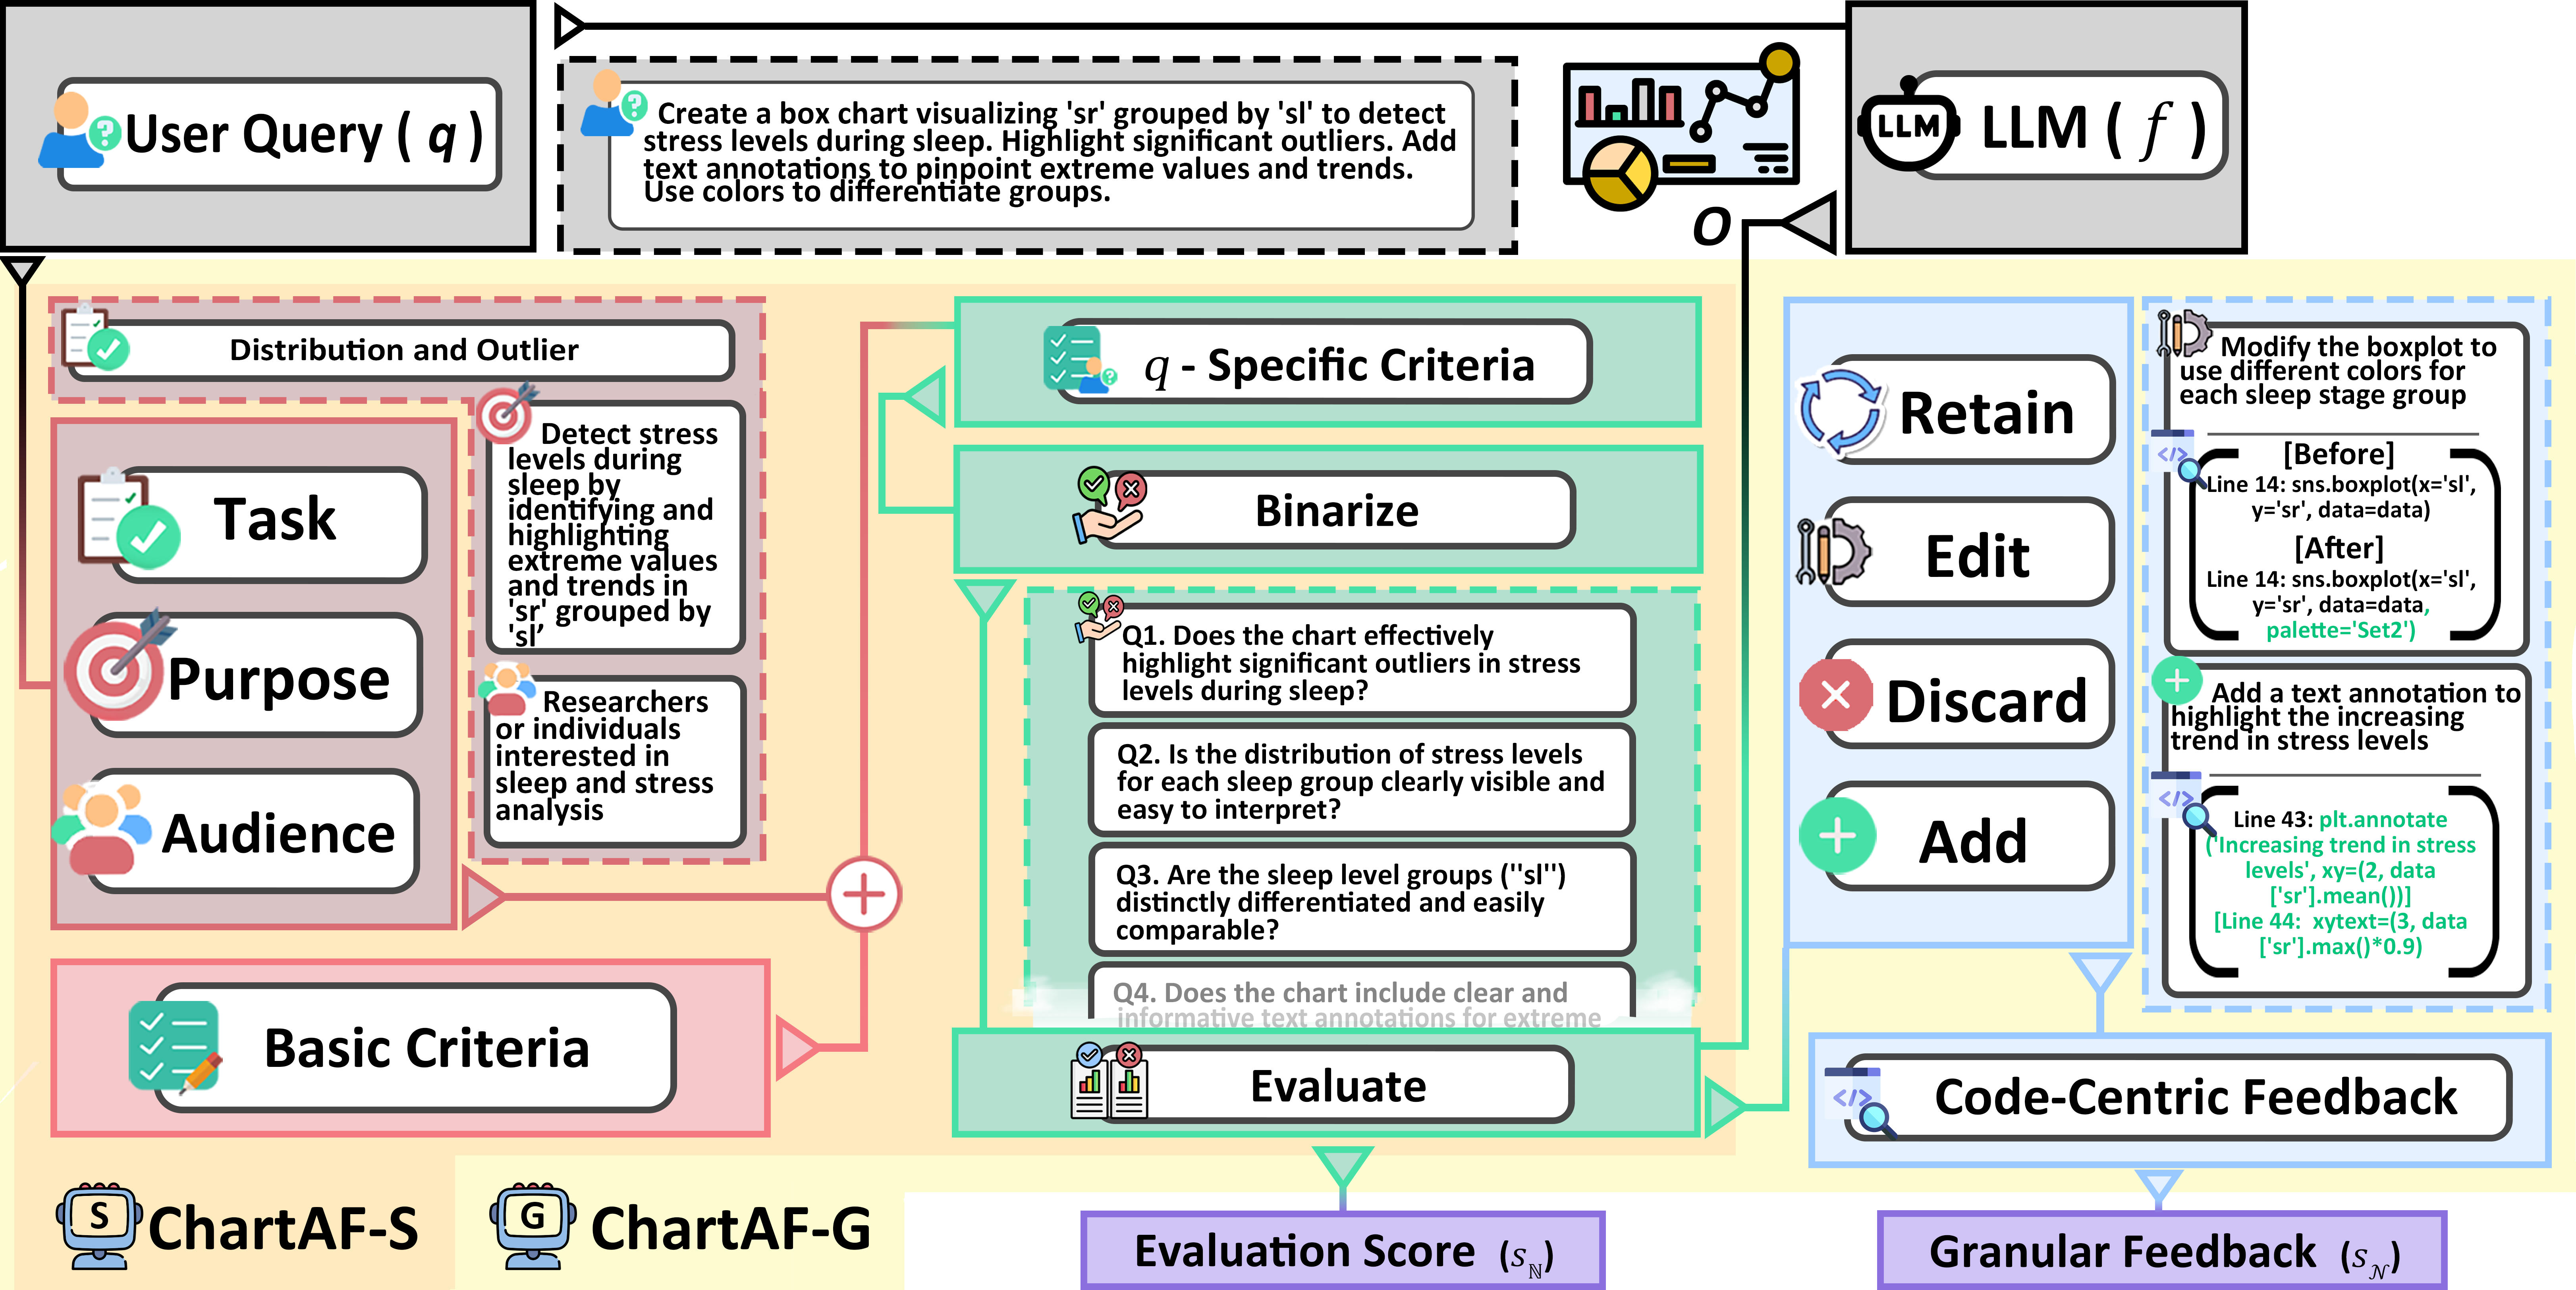 User Query ( q )
Create a box chart visualizing 'sr' grouped by 'sl' to detect
stress levels during sleep. Highlight significant outliers. Add
text annotations to pinpoint extreme values and trends.
Use colors to differentiate groups.
O
LLM
LLM ( f )
Distribution and Outlier
Task
Purpose
Audience
Detect stress
levels during
sleep by
identifying and
highlighting
extreme values
and trends in
'sr' grouped by
'sl'
Researchers
or individuals
interested in
sleep and stress
analysis
Basic Criteria
q - Specific Criteria
Binarize
Q1. Does the chart effectively
highlight significant outliers in stress
levels during sleep?
Q2. Is the distribution of stress levels
for each sleep group clearly visible and
easy to interpret?
Q3. Are the sleep level groups (''sl'')
distinctly differentiated and easily
comparable?
Q4. Does the chart include clear and
informative text annotations for extreme
Evaluate
Retain
Edit
Discard
Add
Modify the boxplot to
use different colors for
each sleep stage group
</>
[Before]
Line 14: sns.boxplot(x='sl',
y='sr', data=data)
[After]
Line 14: sns.boxplot(x='sl',
y='sr', data=data,
palette='Set2')
Add a text annotation to
highlight the increasing
trend in stress levels
</>
Line 43: plt.annotate
('Increasing trend in stress
levels', xy=(2, data
['sr'].mean())]
[Line 44: xytext=(3, data
['sr'].max()*0.9)
</>
Code-Centric Feedback
S
ChartAF-S
G
ChartAF-G
Evaluation Score (sℕ)
Granular Feedback (s𝒩)